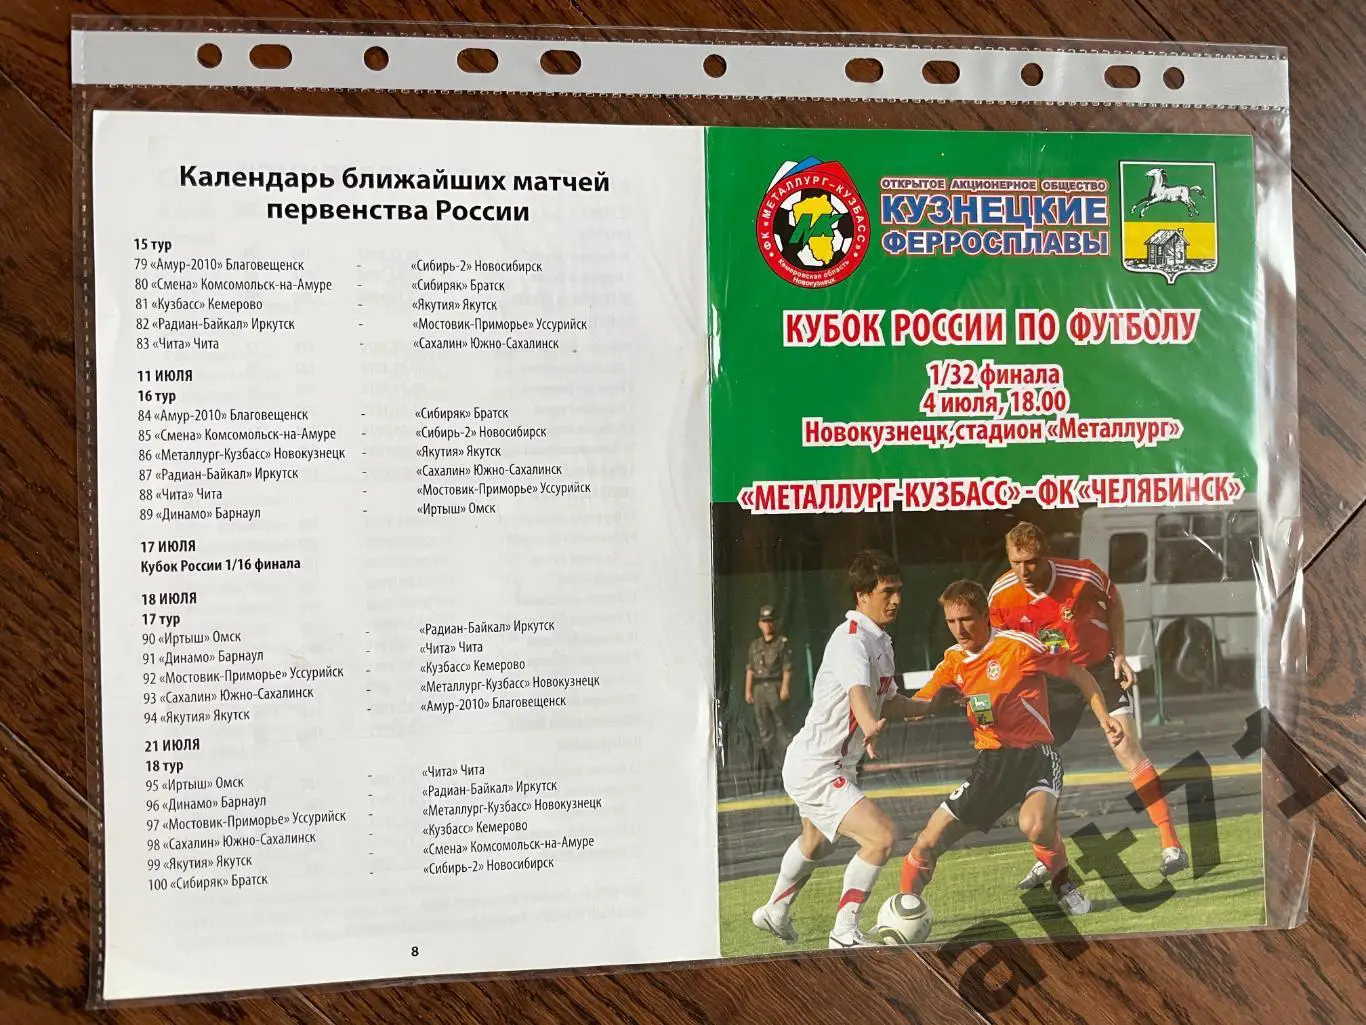 Календарь ближайших матчей
первенства России
15 тур
79 «Амур-2010» Благовещенск - «Сибирь-2» Новосибирск
80 «Смена» Комсомольск-на-Амуре - «Сибиряк» Братск
81 «Кузбасс» Кемерово - «Якутия» Якутск
82 «Радиан-Байкал» Иркутск - «Мостовик-Приморье» Уссурийск
83 «Чита» Чита - «Сахалин» Южно-Сахалинск
11 ИЮЛЯ
16 тур
84 «Амур-2010» Благовещенск - «Сибиряк» Братск
85 «Смена» Комсомольск-на-Амуре - «Сибирь-2» Новосибирск
86 «Металлург-Кузбасс» Новокузнецк - «Якутия» Якутск
87 «Радиан-Байкал» Иркутск - «Сахалин» Южно-Сахалинск
88 «Чита» Чита - «Мостовик-Приморье» Уссурийск
89 «Динамо» Барнаул - «Иртыш» Омск
17 ИЮЛЯ
Кубок России 1/16 финала
18 ИЮЛЯ
17 тур
90 «Иртыш» Омск - «Радиан-Байкал» Иркутск
91 «Динамо» Барнаул - «Чита» Чита
92 «Мостовик-Приморье» Уссурийск - «Кузбасс» Кемерово
93 «Сахалин» Южно-Сахалинск - «Металлург-Кузбасс» Новокузнецк
94 «Якутия» Якутск - «Амур-2010» Благовещенск
21 ИЮЛЯ
18 тур
95 «Иртыш» Омск - «Чита» Чита
96 «Динамо» Барнаул - «Радиан-Байкал» Иркутск
97 «Мостовик-Приморье» Уссурийск - «Металлург-Кузбасс» Новокузнецк
98 «Сахалин» Южно-Сахалинск - «Кузбасс» Кемерово
99 «Якутия» Якутск - «Смена» Комсомольск-на-Амуре
100 «Сибиряк» Братск - «Сибирь-2» Новосибирск
8
ФК «МЕТАЛЛУРГ-КУЗБАСС»
МК
Кемеровская область
Новокузнецк
ОТКРЫТОЕ АКЦИОНЕРНОЕ ОБЩЕСТВО
КУЗНЕЦКИЕ
ФЕРРОСПЛАВЫ
КУБОК РОССИИ ПО ФУТБОЛУ
1/32 финала
4 июля, 18.00
Новокузнецк,стадион «Металлург»
«МЕТАЛЛУРГ-КУЗБАСС» - ФК «ЧЕЛЯБИНСК»
5
art71